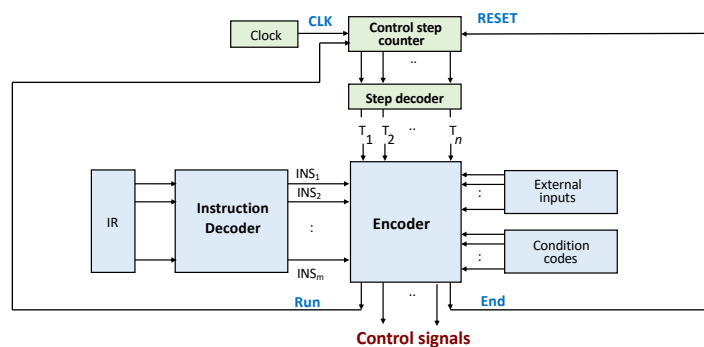 CLK
RESET
Clock
Control step
counter
..
Step decoder
T1 T2 .. Tn
IR
Instruction
Decoder
INS1
INS2
:
INSm
Encoder
External
inputs
:
Condition
codes
:
Run
..
End
Control signals